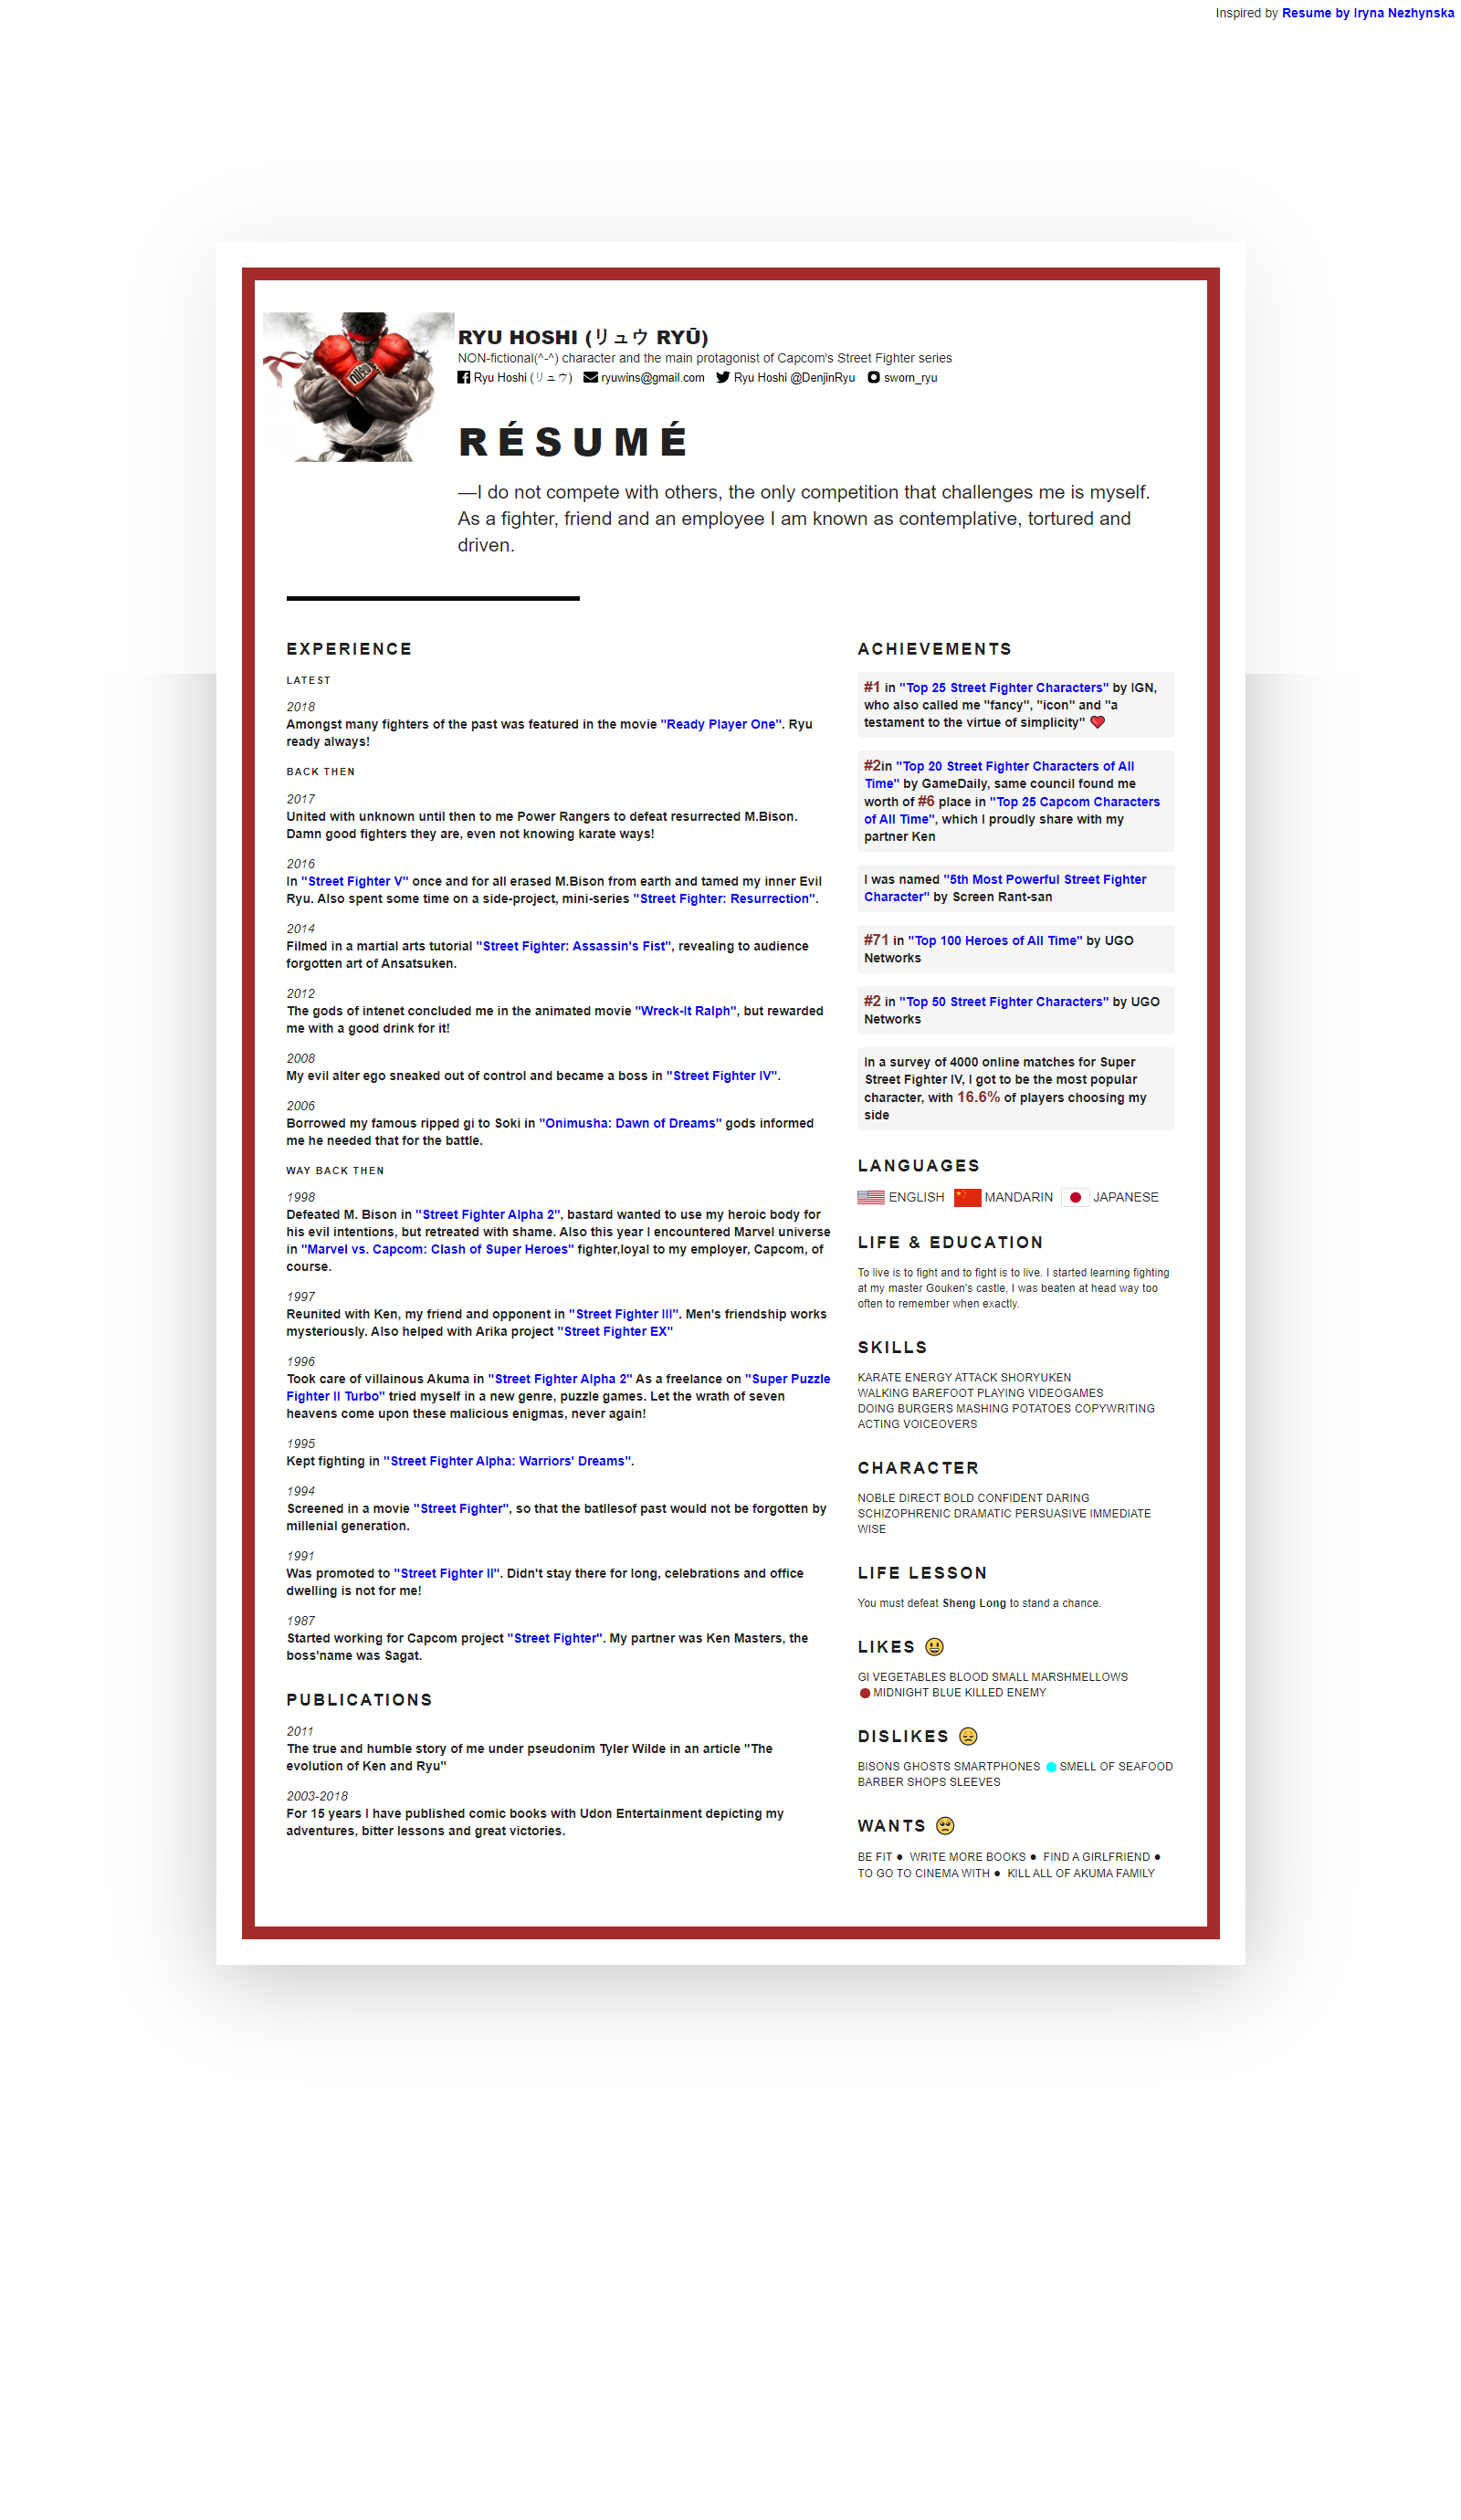 Inspired by Resume by Iryna Nezhynska
RYU HOSHI (リュウ RYŪ)
NON-fictional(^-^) character and the main protagonist of Capcom's Street Fighter series
Ryu Hoshi (リュウ) ryuwins@gmail.com Ryu Hoshi @DenjinRyu sworn_ryu
RÉSUMÉ
—I do not compete with others, the only competition that challenges me is myself.
As a fighter, friend and an employee I am known as contemplative, tortured and
driven.
EXPERIENCE
LATEST
2018
Amongst many fighters of the past was featured in the movie "Ready Player One". Ryu
ready always!
BACK THEN
2017
United with unknown until then to me Power Rangers to defeat resurrected M.Bison.
Damn good fighters they are, even not knowing karate ways!
2016
In "Street Fighter V" once and for all erased M.Bison from earth and tamed my inner Evil
Ryu. Also spent some time on a side-project, mini-series "Street Fighter: Resurrection".
2014
Filmed in a martial arts tutorial "Street Fighter: Assassin's Fist", revealing to audience
forgotten art of Ansatsuken.
2012
The gods of intenet concluded me in the animated movie "Wreck-It Ralph", but rewarded
me with a good drink for it!
2008
My evil alter ego sneaked out of control and became a boss in "Street Fighter IV".
2006
Borrowed my famous ripped gi to Soki in "Onimusha: Dawn of Dreams" gods informed
me he needed that for the battle.
WAY BACK THEN
1998
Defeated M. Bison in "Street Fighter Alpha 2", bastard wanted to use my heroic body for
his evil intentions, but retreated with shame. Also this year I encountered Marvel universe
in "Marvel vs. Capcom: Clash of Super Heroes" fighter,loyal to my employer, Capcom, of
course.
1997
Reunited with Ken, my friend and opponent in "Street Fighter III". Men's friendship works
mysteriously. Also helped with Arika project "Street Fighter EX"
1996
Took care of villainous Akuma in "Street Fighter Alpha 2" As a freelance on "Super Puzzle
Fighter II Turbo" tried myself in a new genre, puzzle games. Let the wrath of seven
heavens come upon these malicious enigmas, never again!
1995
Kept fighting in "Street Fighter Alpha: Warriors' Dreams".
1994
Screened in a movie "Street Fighter", so that the batllesof past would not be forgotten by
millenial generation.
1991
Was promoted to "Street Fighter II". Didn't stay there for long, celebrations and office
dwelling is not for me!
1987
Started working for Capcom project "Street Fighter". My partner was Ken Masters, the
boss'name was Sagat.
PUBLICATIONS
2011
The true and humble story of me under pseudonim Tyler Wilde in an article "The
evolution of Ken and Ryu"
2003-2018
For 15 years I have published comic books with Udon Entertainment depicting my
adventures, bitter lessons and great victories.
ACHIEVEMENTS
#1 in "Top 25 Street Fighter Characters" by IGN,
who also called me "fancy", "icon" and "a
testament to the virtue of simplicity"
#2in "Top 20 Street Fighter Characters of All
Time" by GameDaily, same council found me
worth of #6 place in "Top 25 Capcom Characters
of All Time", which I proudly share with my
partner Ken
I was named "5th Most Powerful Street Fighter
Character" by Screen Rant-san
#71 in "Top 100 Heroes of All Time" by UGO
Networks
#2 in "Top 50 Street Fighter Characters" by UGO
Networks
In a survey of 4000 online matches for Super
Street Fighter IV, I got to be the most popular
character, with 16.6% of players choosing my
side
LANGUAGES
ENGLISH MANDARIN JAPANESE
LIFE & EDUCATION
To live is to fight and to fight is to live. I started learning fighting
at my master Gouken's castle, I was beaten at head way too
often to remember when exactly.
SKILLS
KARATE ENERGY ATTACK SHORYUKEN
WALKING BAREFOOT PLAYING VIDEOGAMES
DOING BURGERS MASHING POTATOES COPYWRITING
ACTING VOICEOVERS
CHARACTER
NOBLE DIRECT BOLD CONFIDENT DARING
SCHIZOPHRENIC DRAMATIC PERSUASIVE IMMEDIATE
WISE
LIFE LESSON
You must defeat Sheng Long to stand a chance.
LIKES
GI VEGETABLES BLOOD SMALL MARSHMELLOWS
MIDNIGHT BLUE KILLED ENEMY
DISLIKES
BISONS GHOSTS SMARTPHONES SMELL OF SEAFOOD
BARBER SHOPS SLEEVES
WANTS
BE FIT ● WRITE MORE BOOKS ● FIND A GIRLFRIEND ●
TO GO TO CINEMA WITH ● KILL ALL OF AKUMA FAMILY